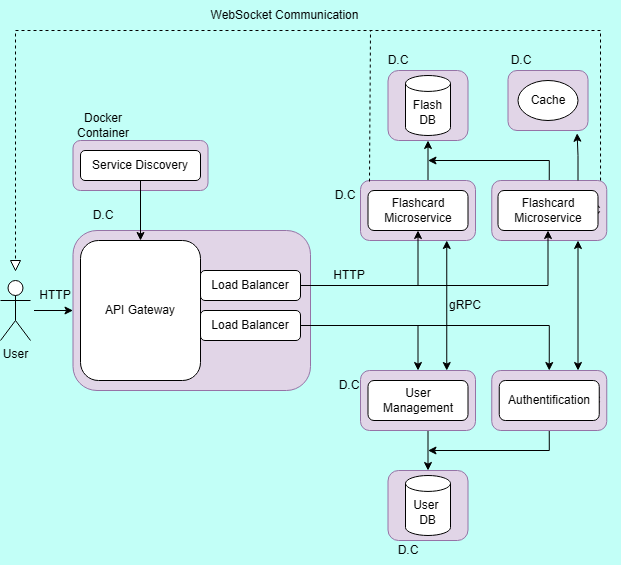 WebSocket Communication
D.C
D.C
Flash
DB
Cache
Docker
Container
Service Discovery
D.C
D.C
Flashcard
Microservice
Flashcard
Microservice
API Gateway
Load Balancer
HTTP
HTTP
Load Balancer
gRPC
User
D.C
User
Management
Authentification
User
DB
D.C